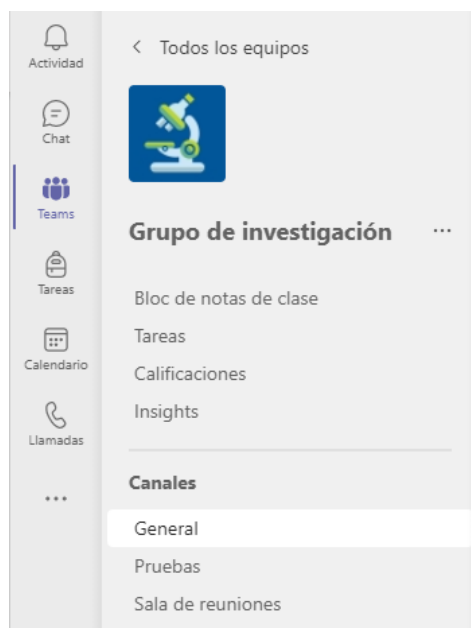 Actividad
Chat
Teams
Tareas
Calendario
Llamadas
...
< Todos los equipos
Grupo de investigación ...
Bloc de notas de clase
Tareas
Calificaciones
Insights
Canales
General
Pruebas
Sala de reuniones